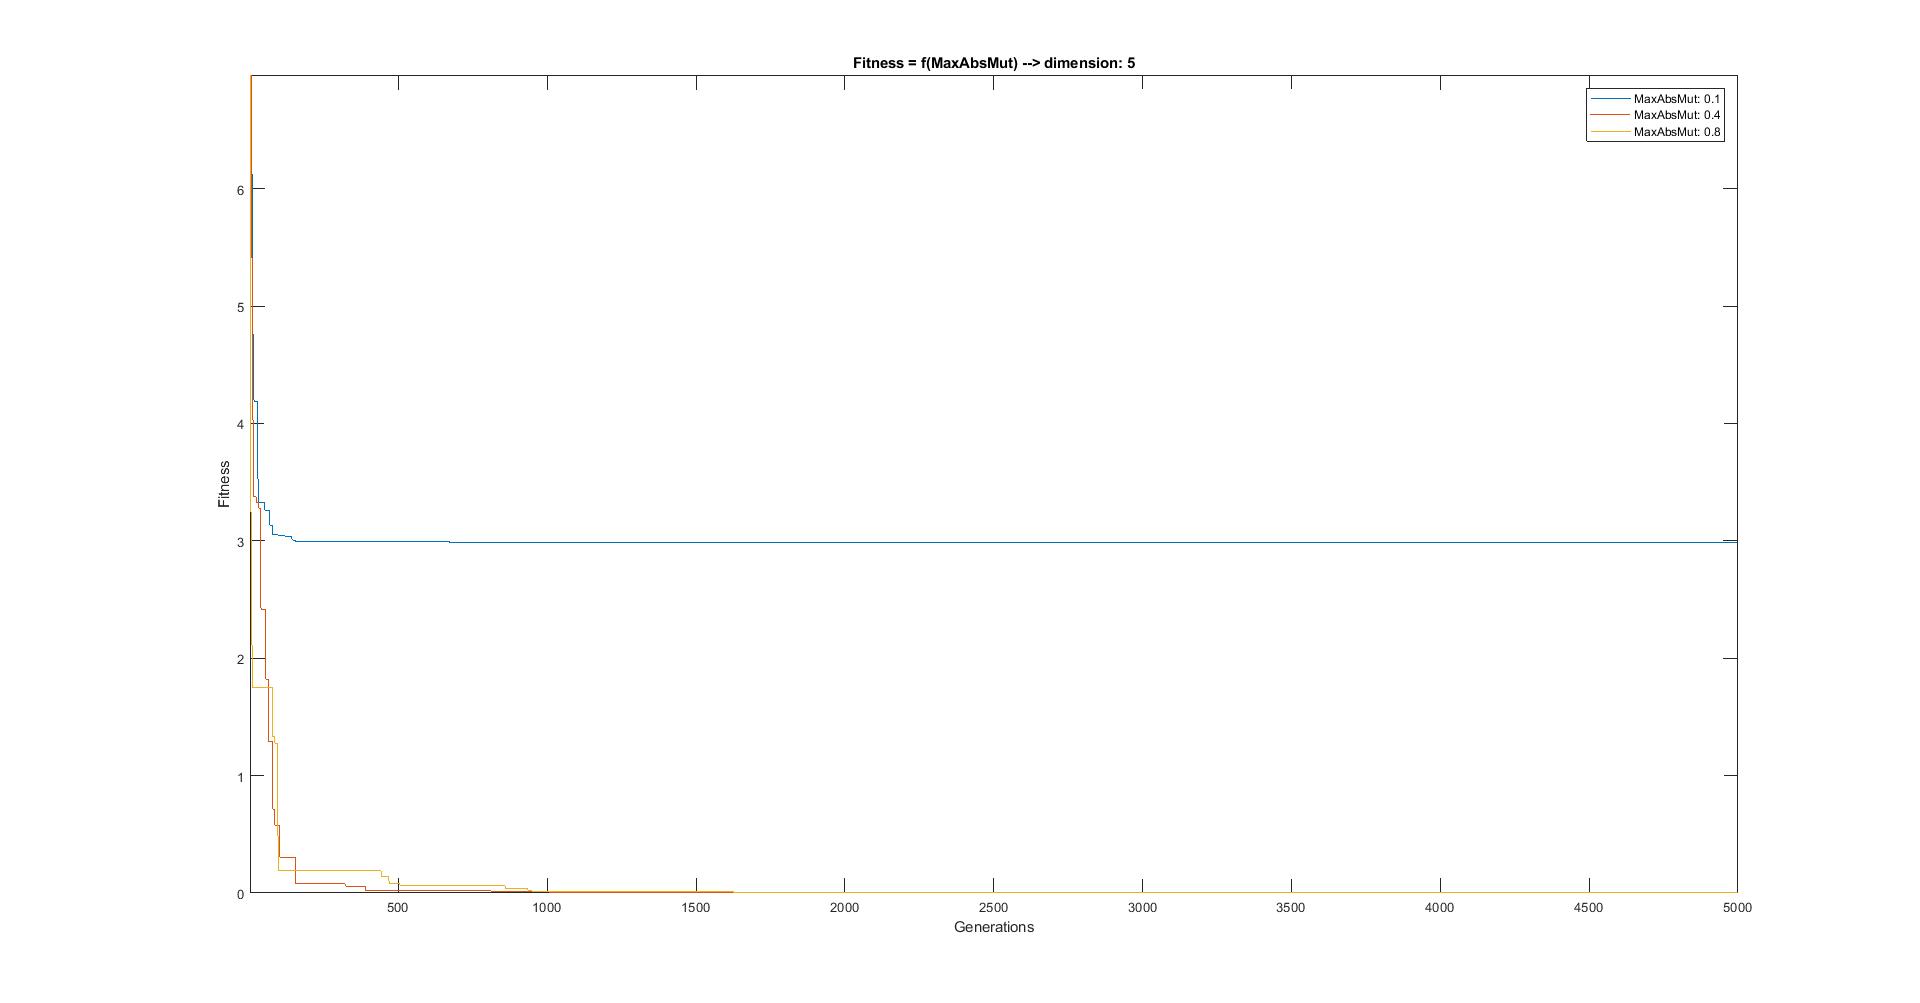 Fitness = f(MaxAbsMut) --> dimension: 5
MaxAbsMut: 0.1
MaxAbsMut: 0.4
MaxAbsMut: 0.8
6
5
4
Fitness
3
2
1
0
500 1000 1500 2000 2500 3000 3500 4000 4500 5000
Generations